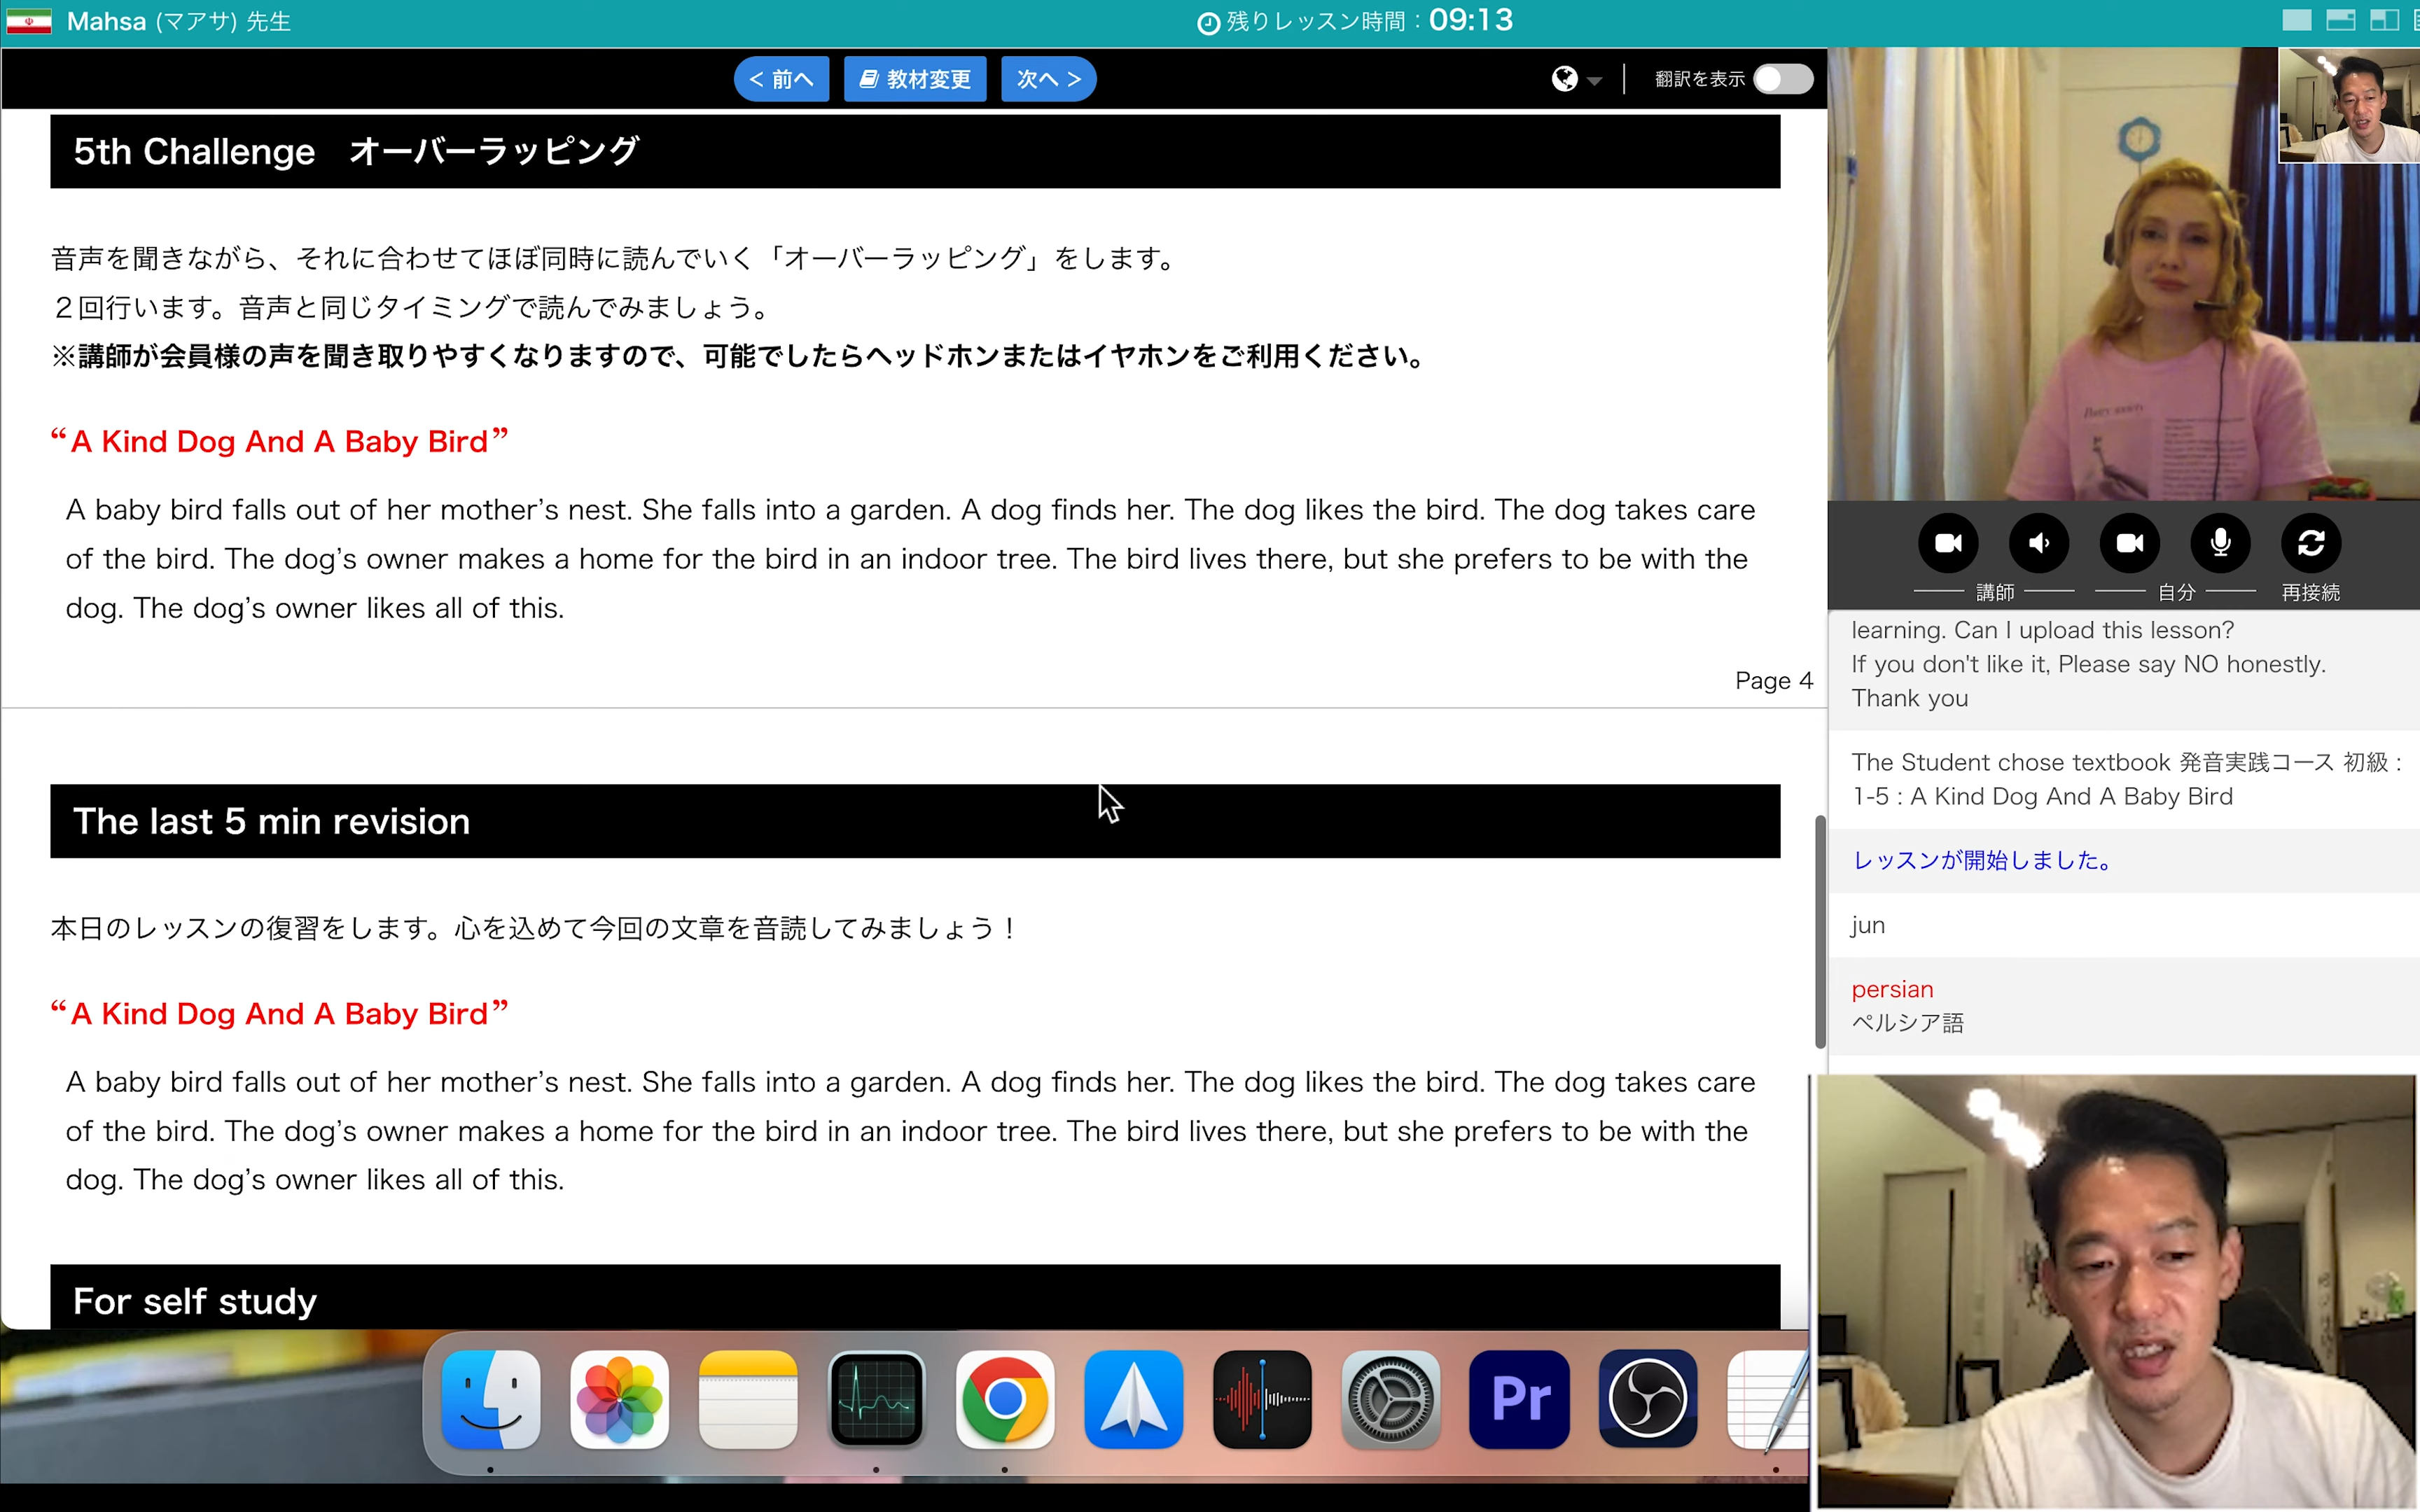 Mahsa (マアサ) 先生
残りレッスン時間 : 09:13
< 前へ
教材変更
次へ >
翻訳を表示
5th Challenge オーバーラッピング
音声を聞きながら、それに合わせてほぼ同時に読んでいく「オーバーラッピング」をします。
２回行います。音声と同じタイミングで読んでみましょう。
※講師が会員様の声を聞き取りやすくなりますので、可能でしたらヘッドホンまたはイヤホンをご利用ください。
“A Kind Dog And A Baby Bird”
A baby bird falls out of her mother’s nest. She falls into a garden. A dog finds her. The dog likes the bird. The dog takes care
of the bird. The dog’s owner makes a home for the bird in an indoor tree. The bird lives there, but she prefers to be with the
dog. The dog’s owner likes all of this.
Page 4
The last 5 min revision
本日のレッスンの復習をします。心を込めて今回の文章を音読してみましょう！
“A Kind Dog And A Baby Bird”
A baby bird falls out of her mother’s nest. She falls into a garden. A dog finds her. The dog likes the bird. The dog takes care
of the bird. The dog’s owner makes a home for the bird in an indoor tree. The bird lives there, but she prefers to be with the
dog. The dog’s owner likes all of this.
For self study
講師
自分
再接続
learning. Can I upload this lesson?
If you don't like it, Please say NO honestly.
Thank you
The Student chose textbook 発音実践コース 初級 :
1-5 : A Kind Dog And A Baby Bird
レッスンが開始しました。
jun
persian
ペルシア語
Pr